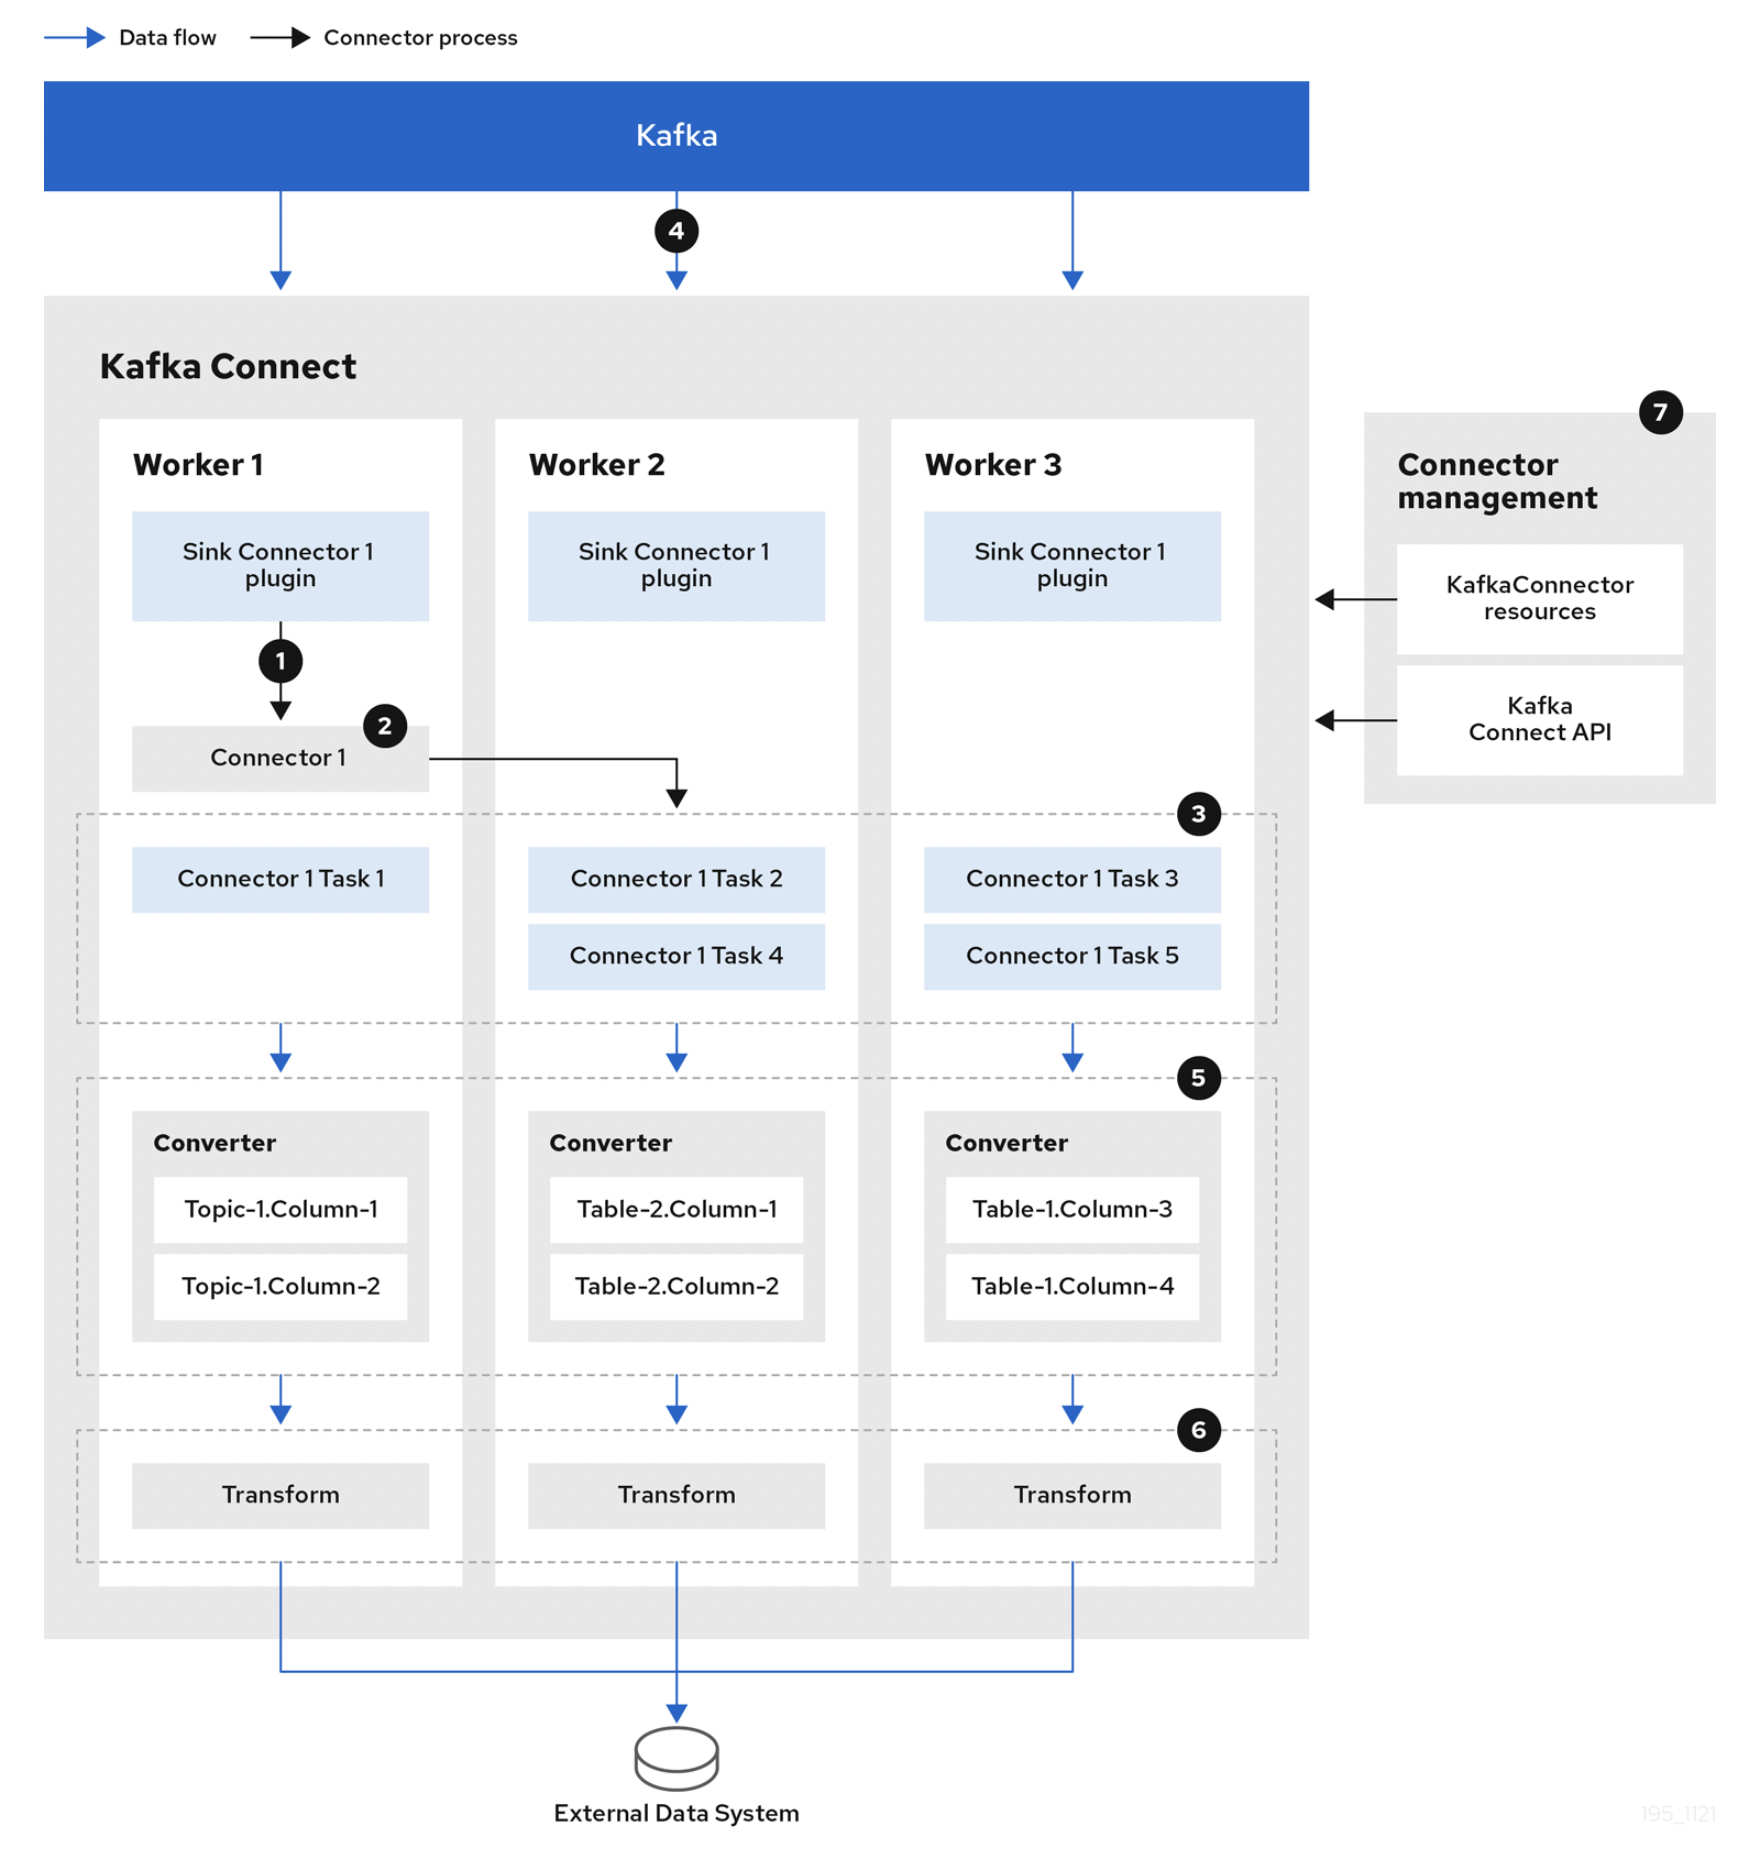 Data flow
Connector process
Kafka
4
Kafka Connect
7
Worker 1
Worker 2
Worker 3
Connector
management
Sink Connector 1
plugin
Sink Connector 1
plugin
Sink Connector 1
plugin
KafkaConnector
resources
1
Kafka
Connect API
2
Connector 1
3
Connector 1 Task 1
Connector 1 Task 2
Connector 1 Task 3
Connector 1 Task 4
Connector 1 Task 5
5
Converter
Converter
Converter
Topic-1.Column-1
Table-2.Column-1
Table-1.Column-3
Topic-1.Column-2
Table-2.Column-2
Table-1.Column-4
6
Transform
Transform
Transform
External Data System
195_1121